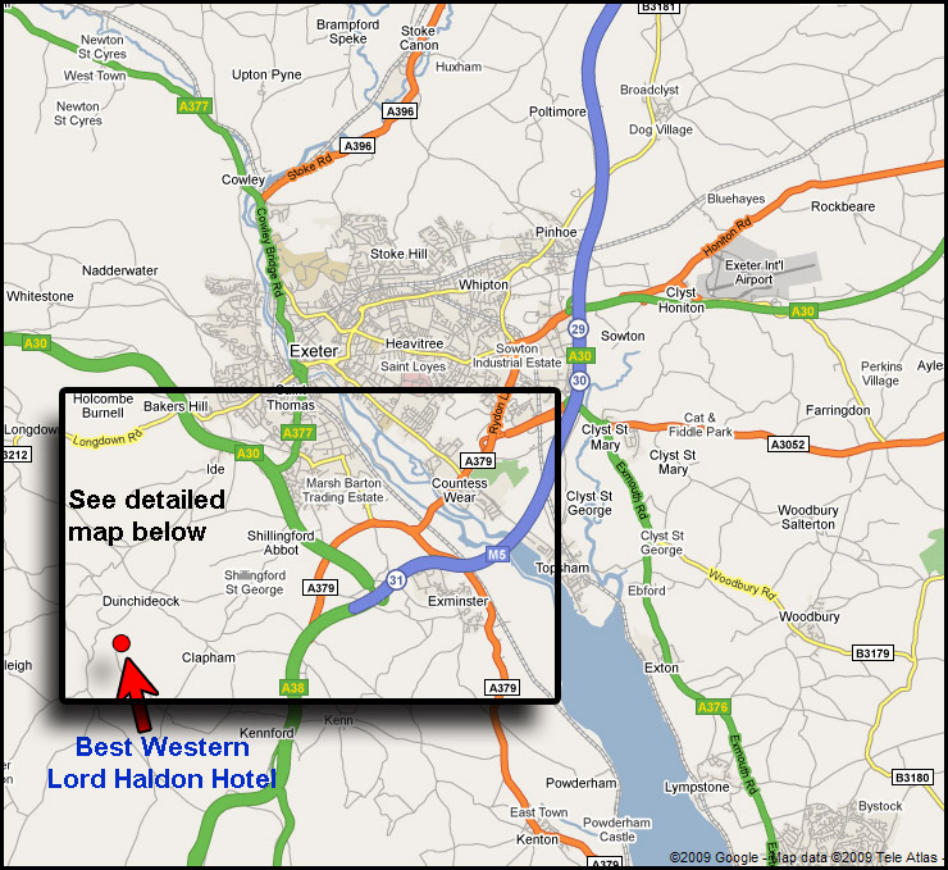 B3181
Brampford
Speke
Stoke
Canon
Newton
St Cyres
West Town
Upton Pyne
Huxham
Newton
St Cyres
A377
A396
Poltimore
Broadclyst
Dog Village
A396
Stoke Rd
Cowley
Bluehayes
Rockbeare
Cowley Bridge Rd
Pinhoe
Honiton Rd
Stoke Hill
Exeter Int'l
Airport
Nadderwater
Whipton
Whitestone
Clyst
Honiton
A30
29
Sowton
A30
Exeter
Heavitree
Sowton
Industrial Estate
A30
Saint Loyes
Perkins
Village
Ayle
30
Saint
Thomas
Holcombe
Burnell
Bakers Hill
Rydon L
Farringdon
Cat &
Fiddle Park
Longdow
Longdown Rd
A377
Clyst St
Mary
A3052
3212
A30
A379
Clyst St
Mary
Ide
Exmouth Rd
Marsh Barton
Trading Estate
Countess
Wear
See detailed
map below
Clyst St
George
Woodbury
Salterton
Shillingford
Abbot
Clyst St
George
M5
Topsham
Shillingford
St George
31
A379
Woodbury Rd
Ebford
Dunchideock
Exminster
Woodbury
B3179
leigh
Clapham
Exton
A38
A379
A376
Kenn
Kennford
Best Western
Lord Haldon Hotel
Exmouth Rd
B3180
Powderham
Lympstone
Bystock
East Town
Powderham
Castle
Kenton
A379
©2009 Google - Map data ©2009 Tele Atlas -